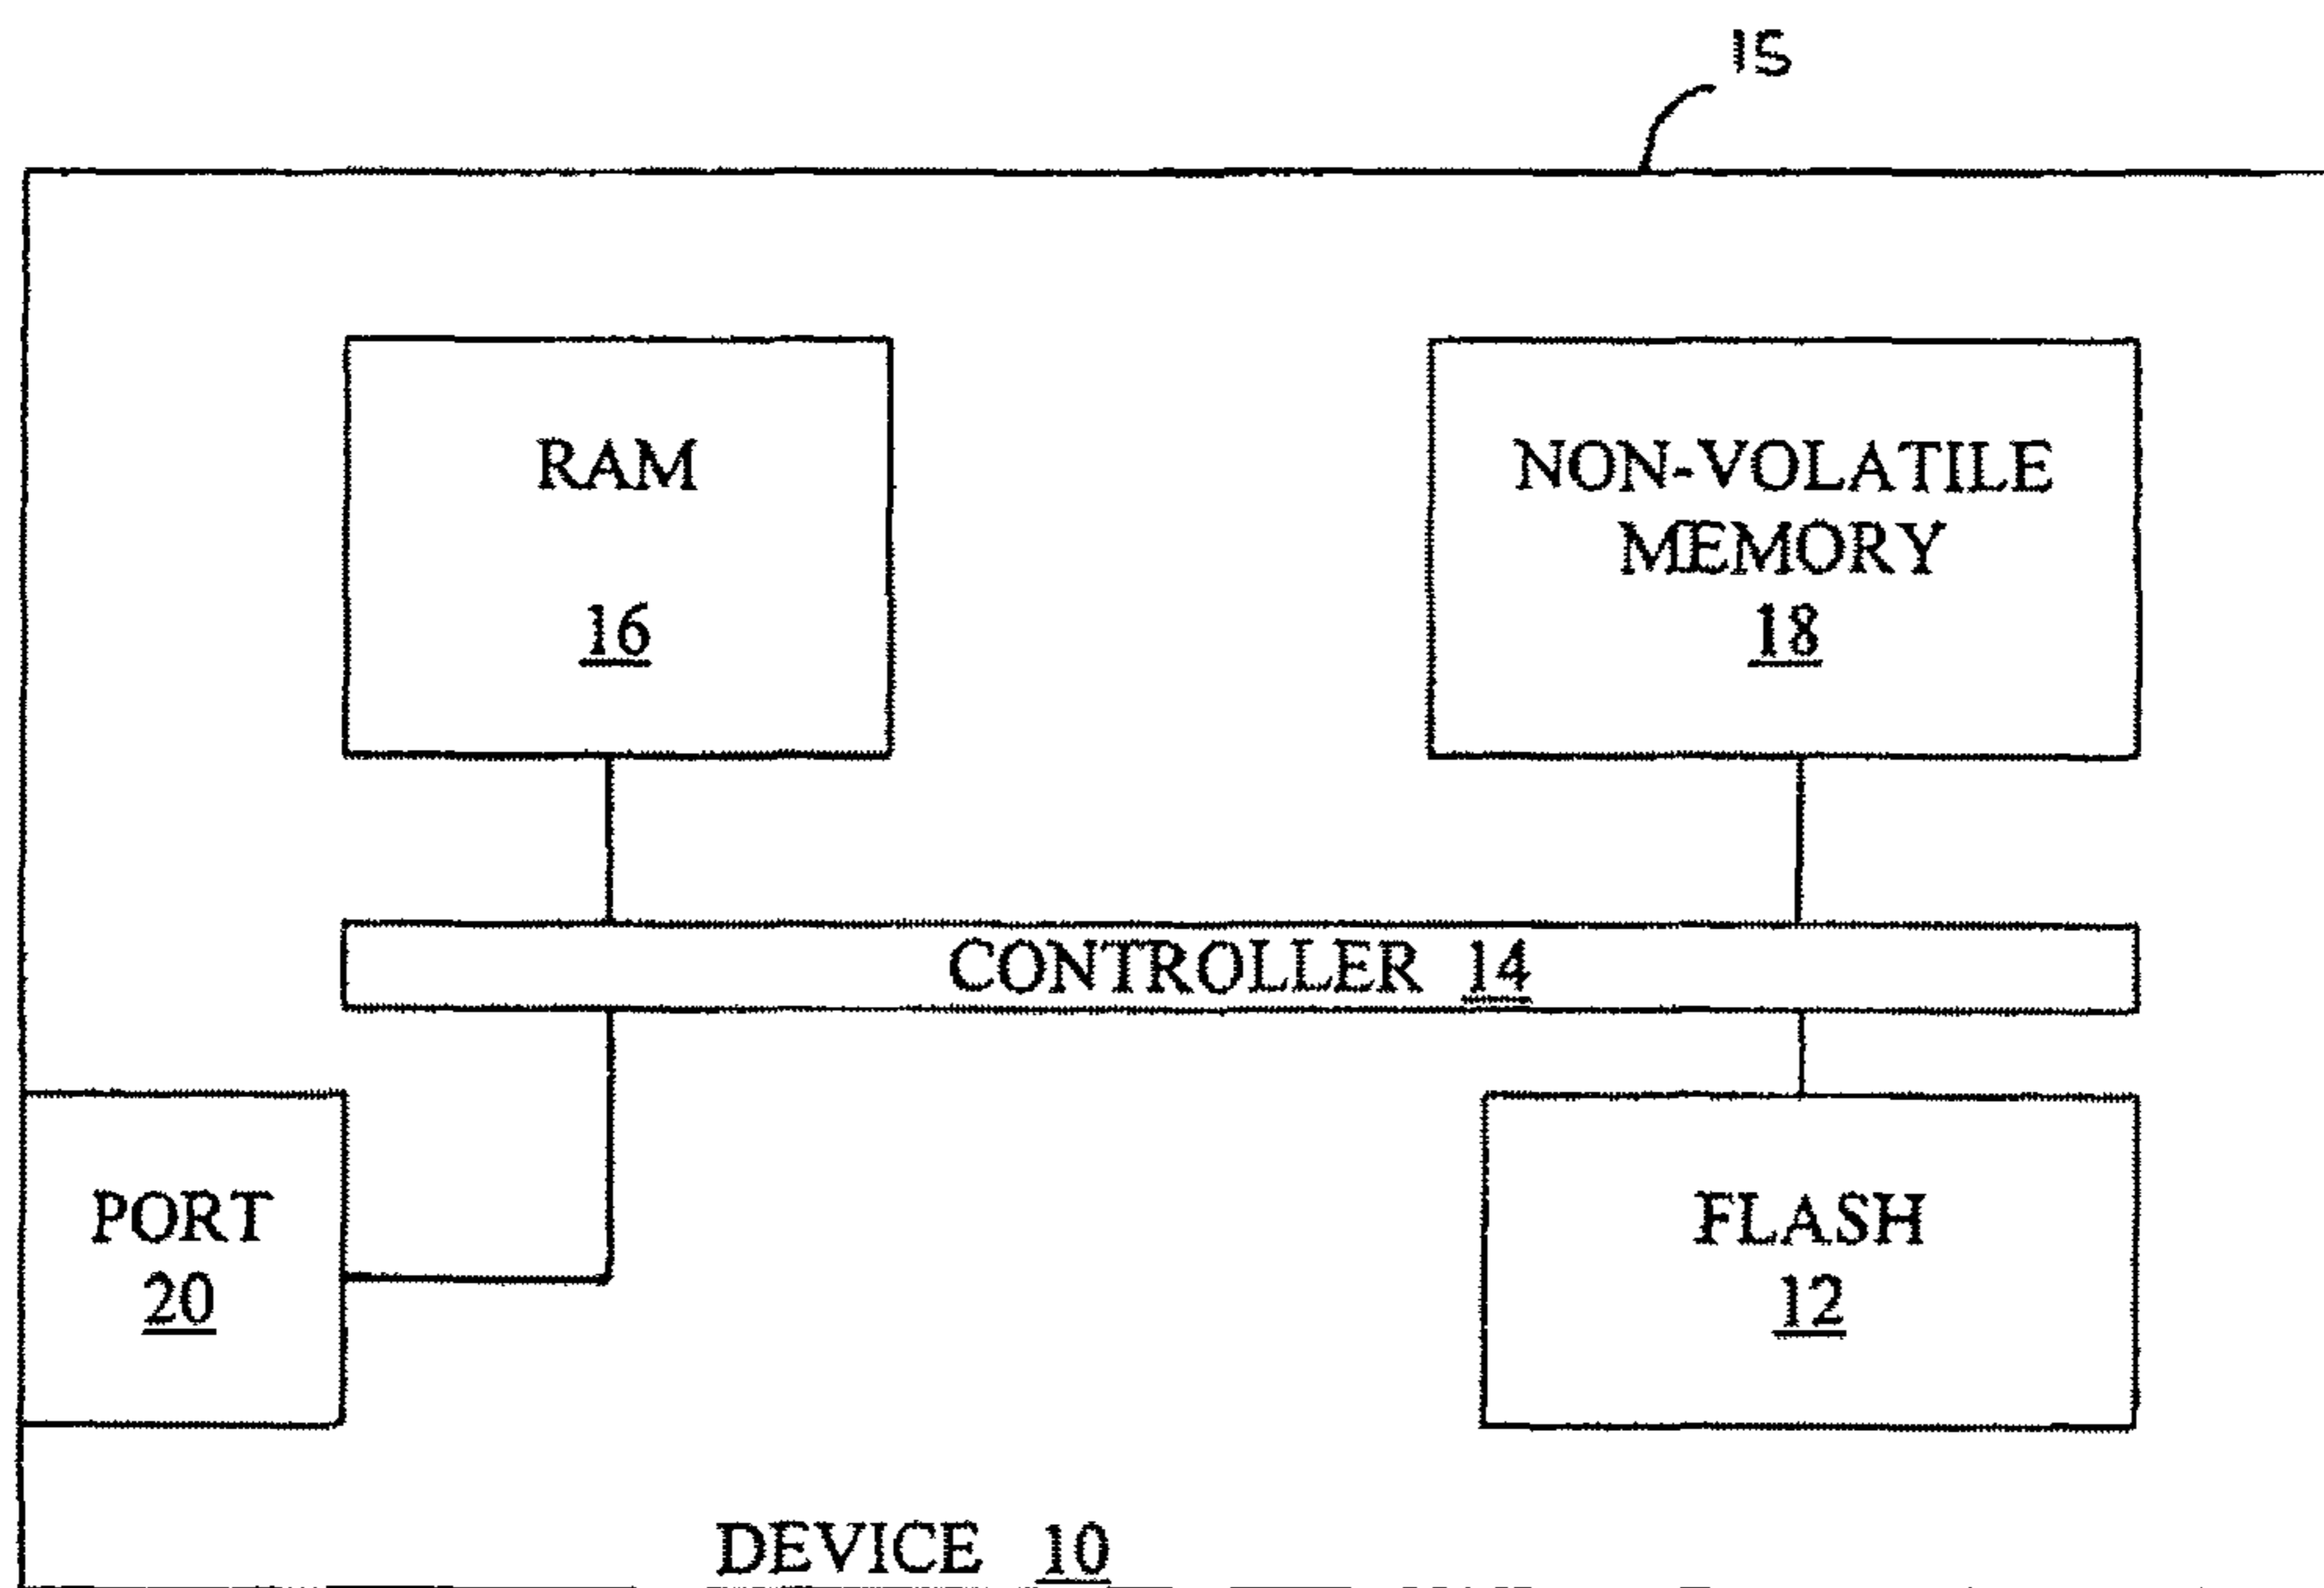 15
RAM
16
NON-VOLATILE
MEMORY
18
CONTROLLER 14
PORT
20
FLASH
12
DEVICE 10